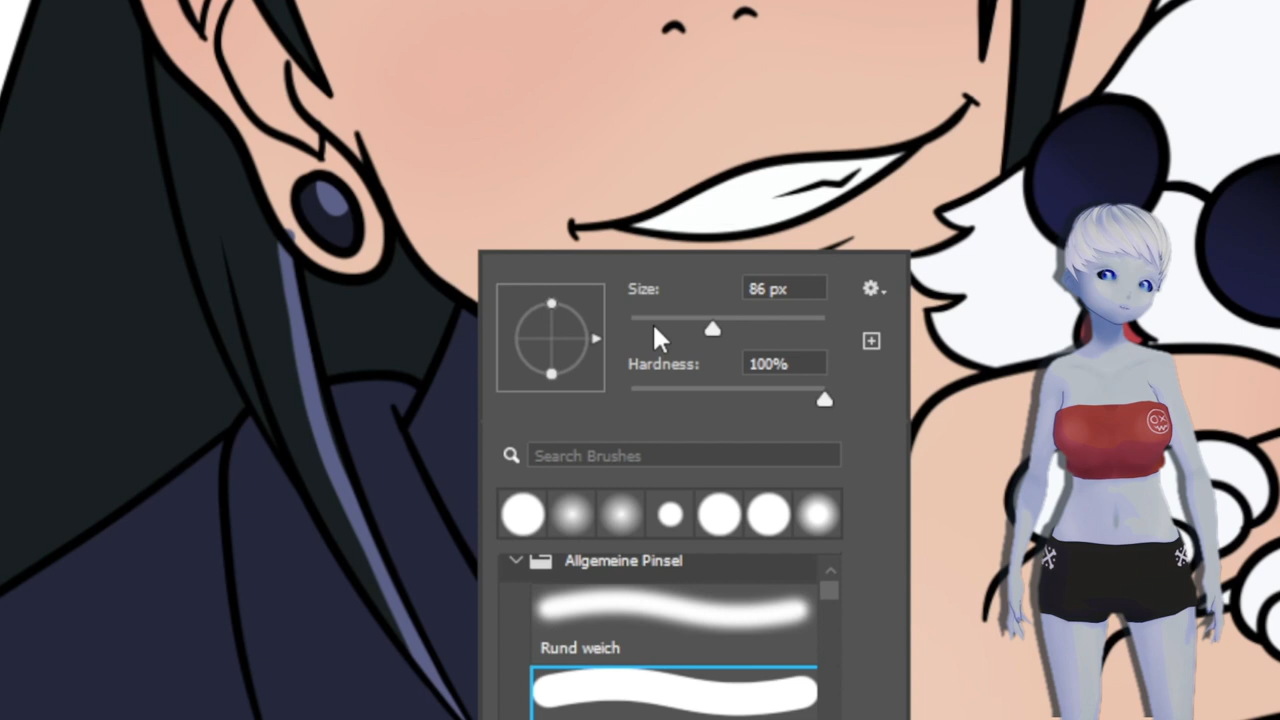 Size:
86 px
Hardness:
100%
Search Brushes
Allgemeine Pinsel
Rund weich